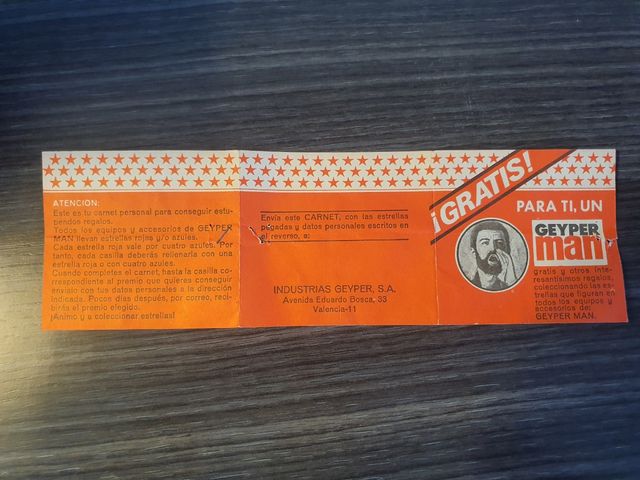 ATENCION:
Este es tu carnet personal para conseguir estu-
pendos regalos.
Todos los equipos y accesorios de GEYPER
MAN llevan estrellas rojas y/o azules.
Cada estrella roja vale por cuatro azules. Por
tanto, cada casilla deberás rellenarla con una
estrella roja o con cuatro azules.
Cuando completes el carnet, hasta la casilla co-
rrespondiente al premio que quieres conseguir
envíalo con tus datos personales a la dirección
indicada. Pocos días después, por correo, reci-
birás el premio elegido.
¡Animo y a coleccionar estrellas!
Envía este CARNET, con las estrellas
pegadas y datos personales escritos en
el reverso, a:
INDUSTRIAS GEYPER, S.A.
Avenida Eduardo Bosca, 33
Valencia-11
¡GRATIS!
PARA TI, UN
GEYPER
man
gratis y otros inte-
resantísimos regalos,
coleccionando las es-
trellas que figuran en
todos los equipos y
accesorios del
GEYPER MAN.